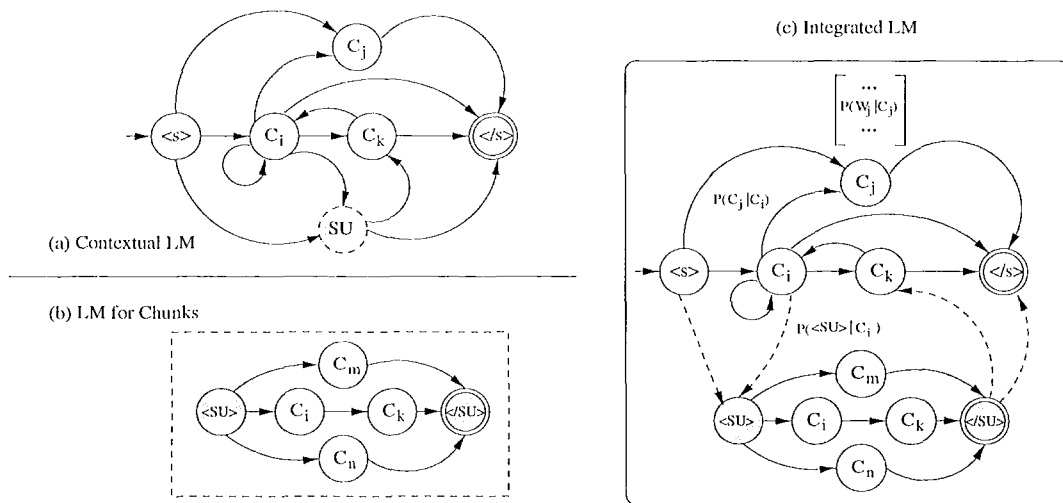 C_j
<s> C_i C_k </s>
SU
(a) Contextual LM
(b) LM for Chunks
C_m
<SU> C_i C_k </SU>
C_n
(c) Integrated LM
...
P(W_j|C_j)
...
C_j
P(C_j|C_i)
<s> C_i C_k </s>
P(<SU>|C_i)
C_m
<SU> C_i C_k </SU>
C_n